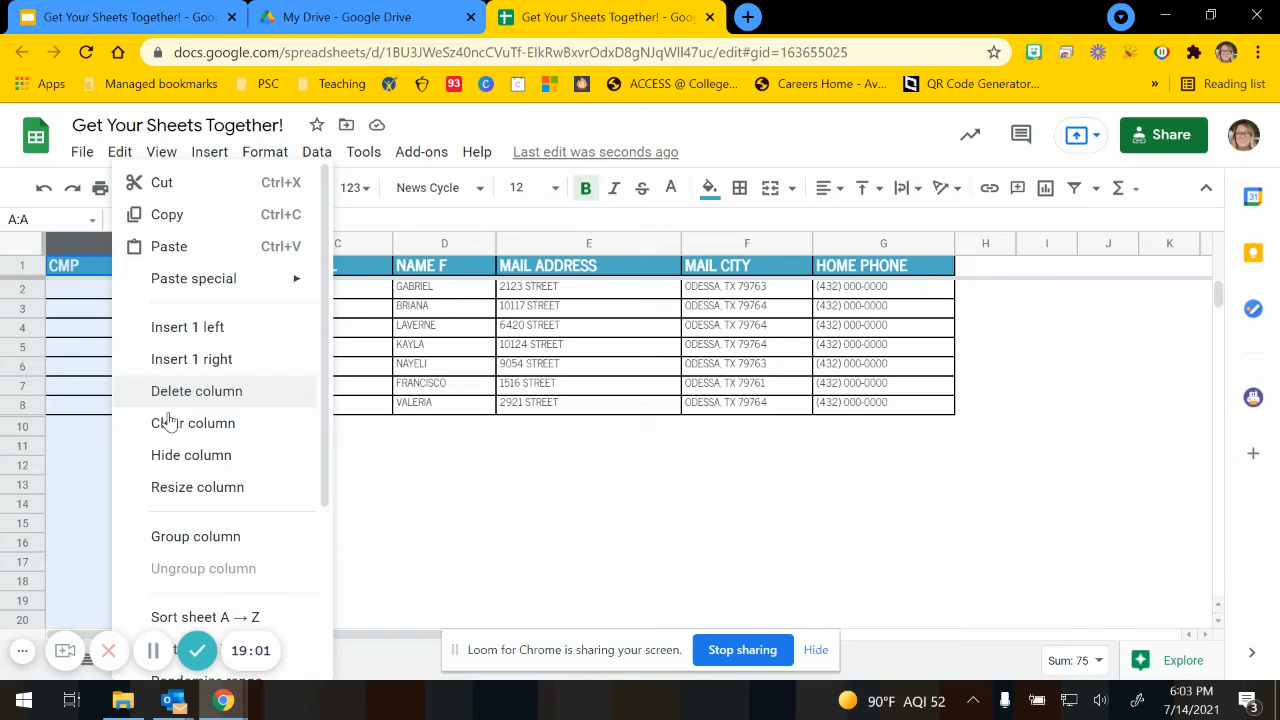 Get Your Sheets Together! - Goo
My Drive - Google Drive
Get Your Sheets Together! - Goo
docs.google.com/spreadsheets/d/1BU3JWeSz40ncCVuTf-EIkRwBxvrOdxD8gNJqWll47uc/edit#gid=163655025
Apps Managed bookmarks PSC Teaching 93 ACCESS @ College... Careers Home - Av... QR Code Generator... » Reading list
Get Your Sheets Together!
File Edit View Insert Format Data Tools Add-ons Help Last edit was seconds ago
Share
123 News Cycle 12 B I S A
A:A
Cut Ctrl+X
Copy Ctrl+C
Paste Ctrl+V
Paste special
Insert 1 left
Insert 1 right
Delete column
Clear column
Hide column
Resize column
Group column
Ungroup column
Sort sheet A → Z
Randomize range
C D E F G H I J K
1 CMP L NAME F MAIL ADDRESS MAIL CITY HOME PHONE
2 GABRIEL 2123 STREET ODESSA, TX 79763 (432) 000-0000
3 BRIANA 10117 STREET ODESSA, TX 79764 (432) 000-0000
4 LAVERNE 6420 STREET ODESSA, TX 79764 (432) 000-0000
5 KAYLA 10124 STREET ODESSA, TX 79764 (432) 000-0000
6 NAYELI 9054 STREET ODESSA, TX 79763 (432) 000-0000
7 FRANCISCO 1516 STREET ODESSA, TX 79761 (432) 000-0000
8 VALERIA 2921 STREET ODESSA, TX 79764 (432) 000-0000
10
11
12
13
14
15
16
17
18
19
20
19:01
Loom for Chrome is sharing your screen. Stop sharing Hide
Sum: 75
Explore
90°F AQI 52
6:03 PM
7/14/2021
3